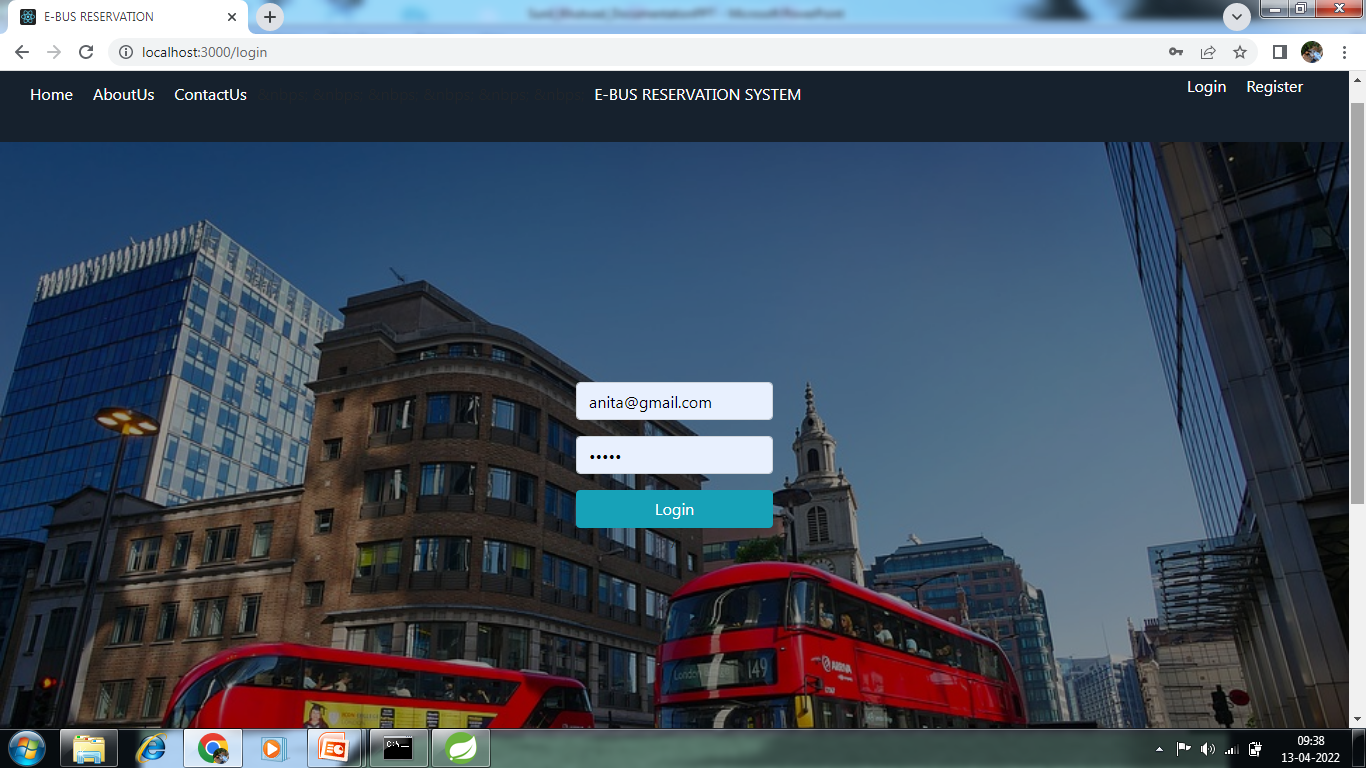 E-BUS RESERVATION
localhost:3000/login
Home AboutUs ContactUs E-BUS RESERVATION SYSTEM Login Register
anita@gmail.com
•••••
Login
149
ARRIVA
09:38
13-04-2022